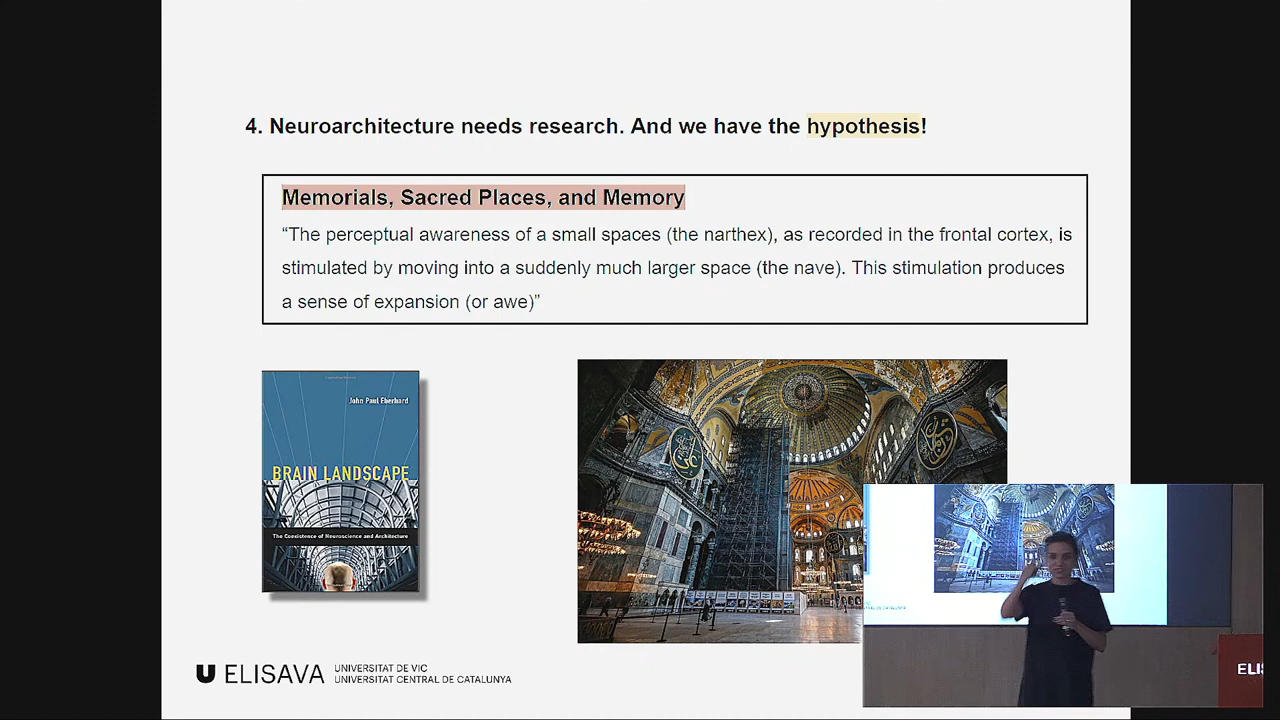 4. Neuroarchitecture needs research. And we have the hypothesis!
Memorials, Sacred Places, and Memory
“The perceptual awareness of a small spaces (the narthex), as recorded in the frontal cortex, is
stimulated by moving into a suddenly much larger space (the nave). This stimulation produces
a sense of expansion (or awe)”
John Paul Eberhard
BRAIN LANDSCAPE
The Coexistence of Neuroscience and Architecture
U ELISAVA
UNIVERSITAT DE VIC
UNIVERSITAT CENTRAL DE CATALUNYA
ELIS